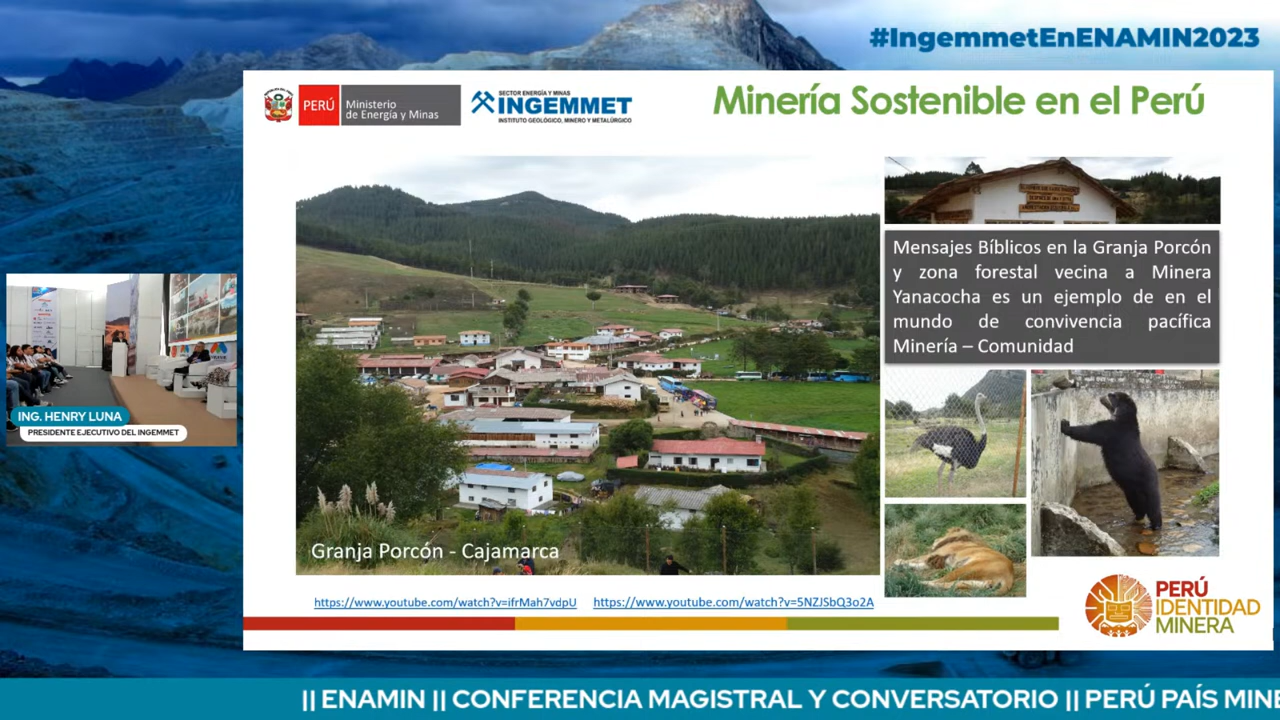 #IngemmetEnENAMIN2023
PERÚ
Ministerio
de Energía y Minas
SECTOR ENERGÍA Y MINAS
INGEMMET
INSTITUTO GEOLÓGICO, MINERO Y METALÚRGICO
Minería Sostenible en el Perú
Mensajes Bíblicos en la Granja Porcón
y zona forestal vecina a Minera
Yanacocha es un ejemplo de en el
mundo de convivencia pacífica
Minería – Comunidad
ING. HENRY LUNA
PRESIDENTE EJECUTIVO DEL INGEMMET
Granja Porcón - Cajamarca
https://www.youtube.com/watch?v=ifrMah7vdpU https://www.youtube.com/watch?v=5NZJSbQ3o2A
PERÚ
IDENTIDAD
MINERA
|| ENAMIN || CONFERENCIA MAGISTRAL Y CONVERSATORIO || PERÚ PAÍS MINE